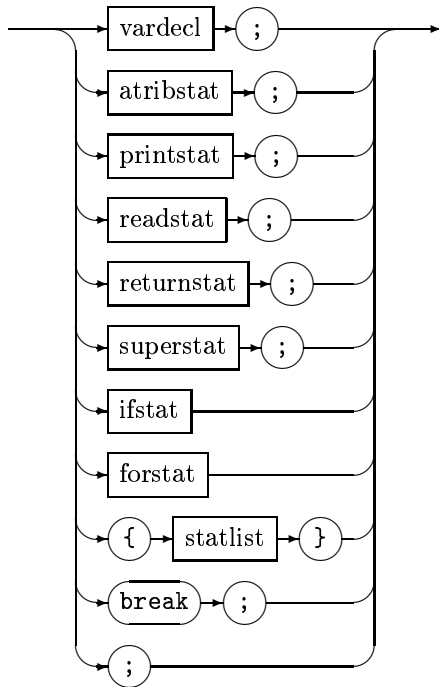 vardecl ;
atribstat ;
printstat ;
readstat ;
returnstat ;
superstat ;
ifstat
forstat
{ statlist }
break ;
;